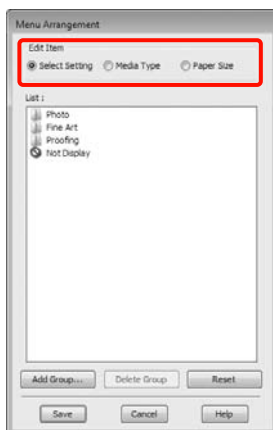 Menu Arrangement
Edit Item
Select Setting Media Type Paper Size
List :
Photo
Fine Art
Proofing
Not Display
Add Group... Delete Group Reset
Save Cancel Help